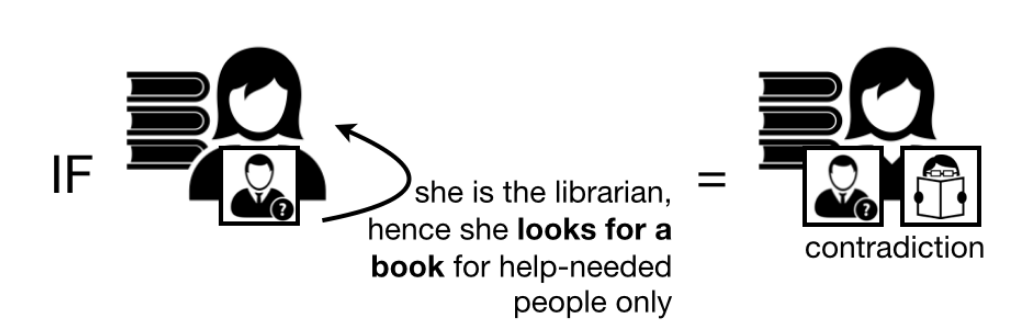 IF
she is the librarian,
hence she looks for a
book for help-needed
people only
=
contradiction
?
?